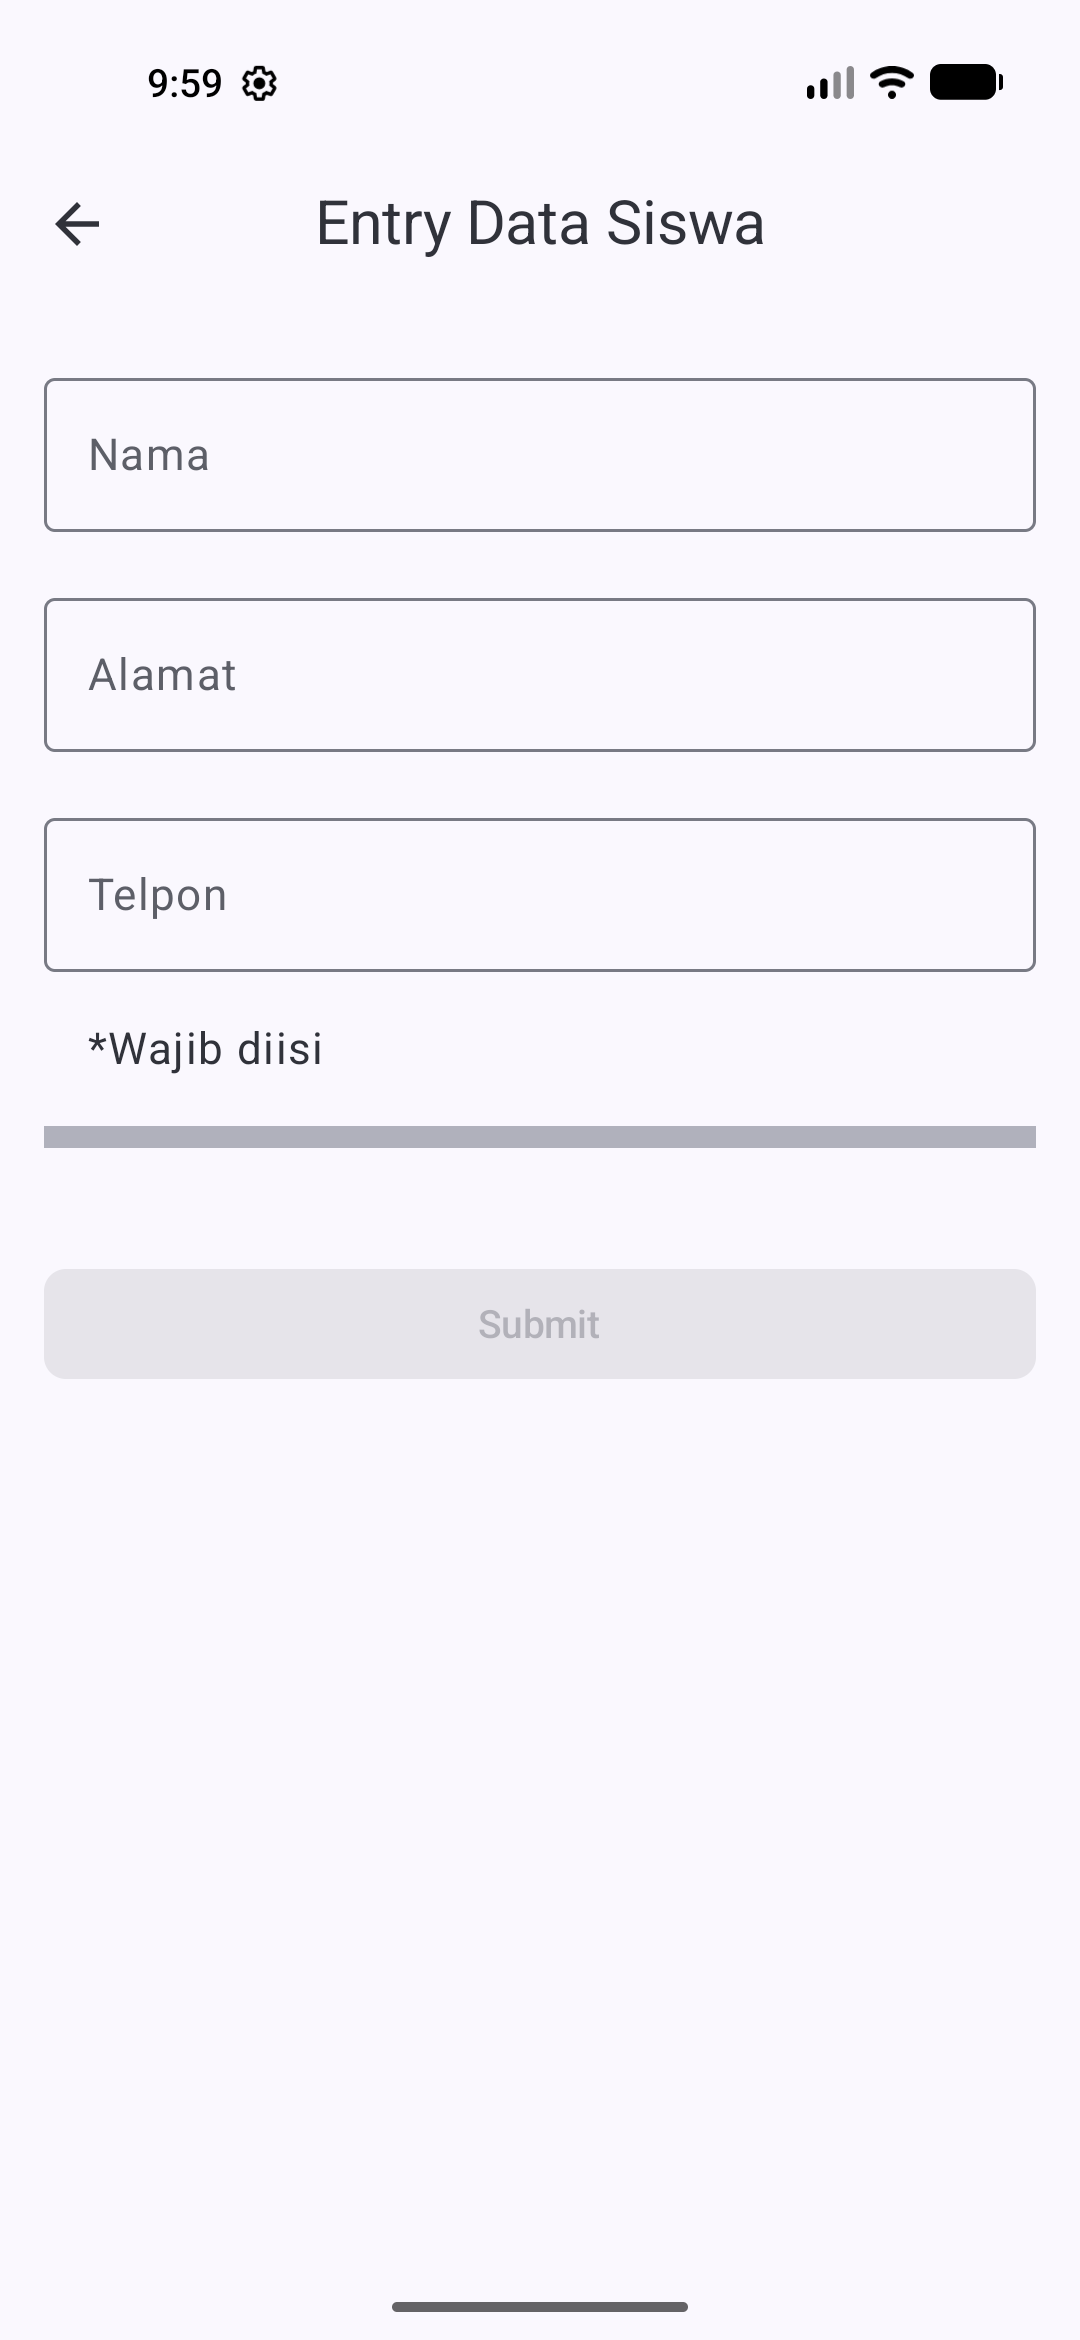 9:59
Entry Data Siswa
Nama
Alamat
Telpon
*Wajib diisi
Submit